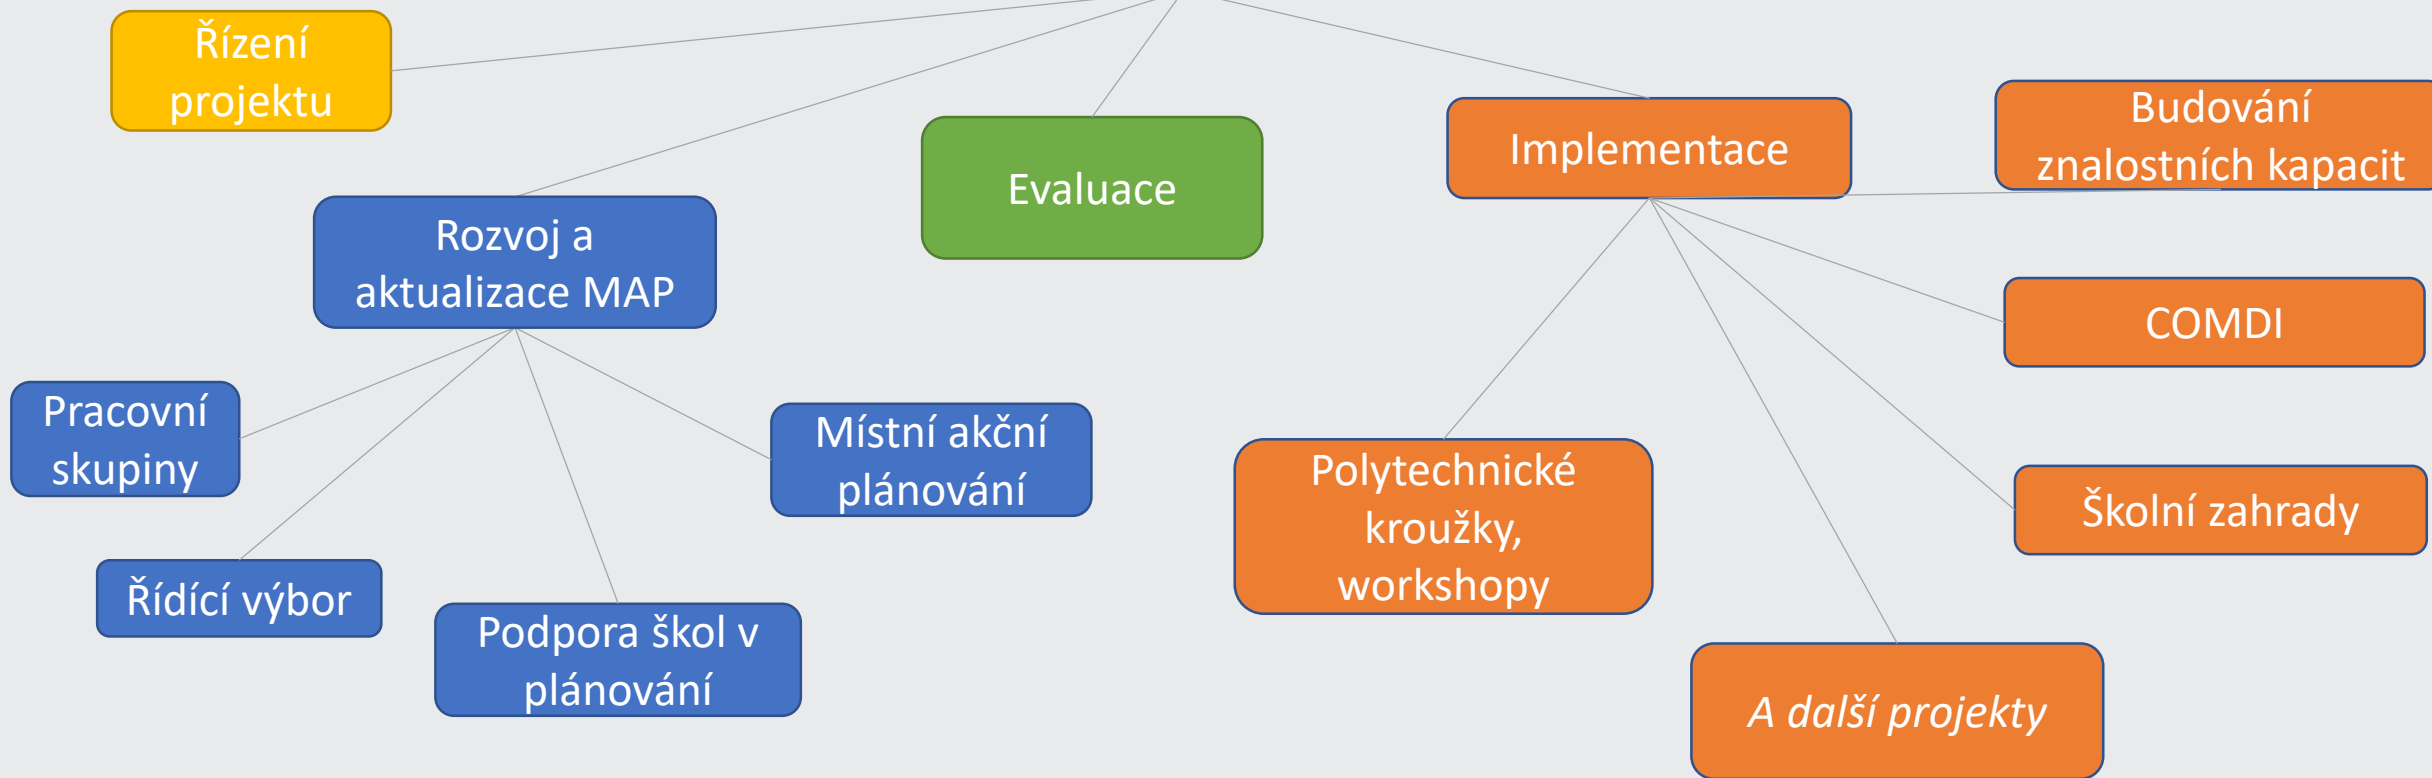 Řízení
projektu
Rozvoj a
aktualizace MAP
Pracovní
skupiny
Řídící výbor
Podpora škol v
plánování
Místní akční
plánování
Evaluace
Implementace
Budování
znalostních kapacit
COMDI
Školní zahrady
Polytechnické
kroužky,
workshopy
A další projekty